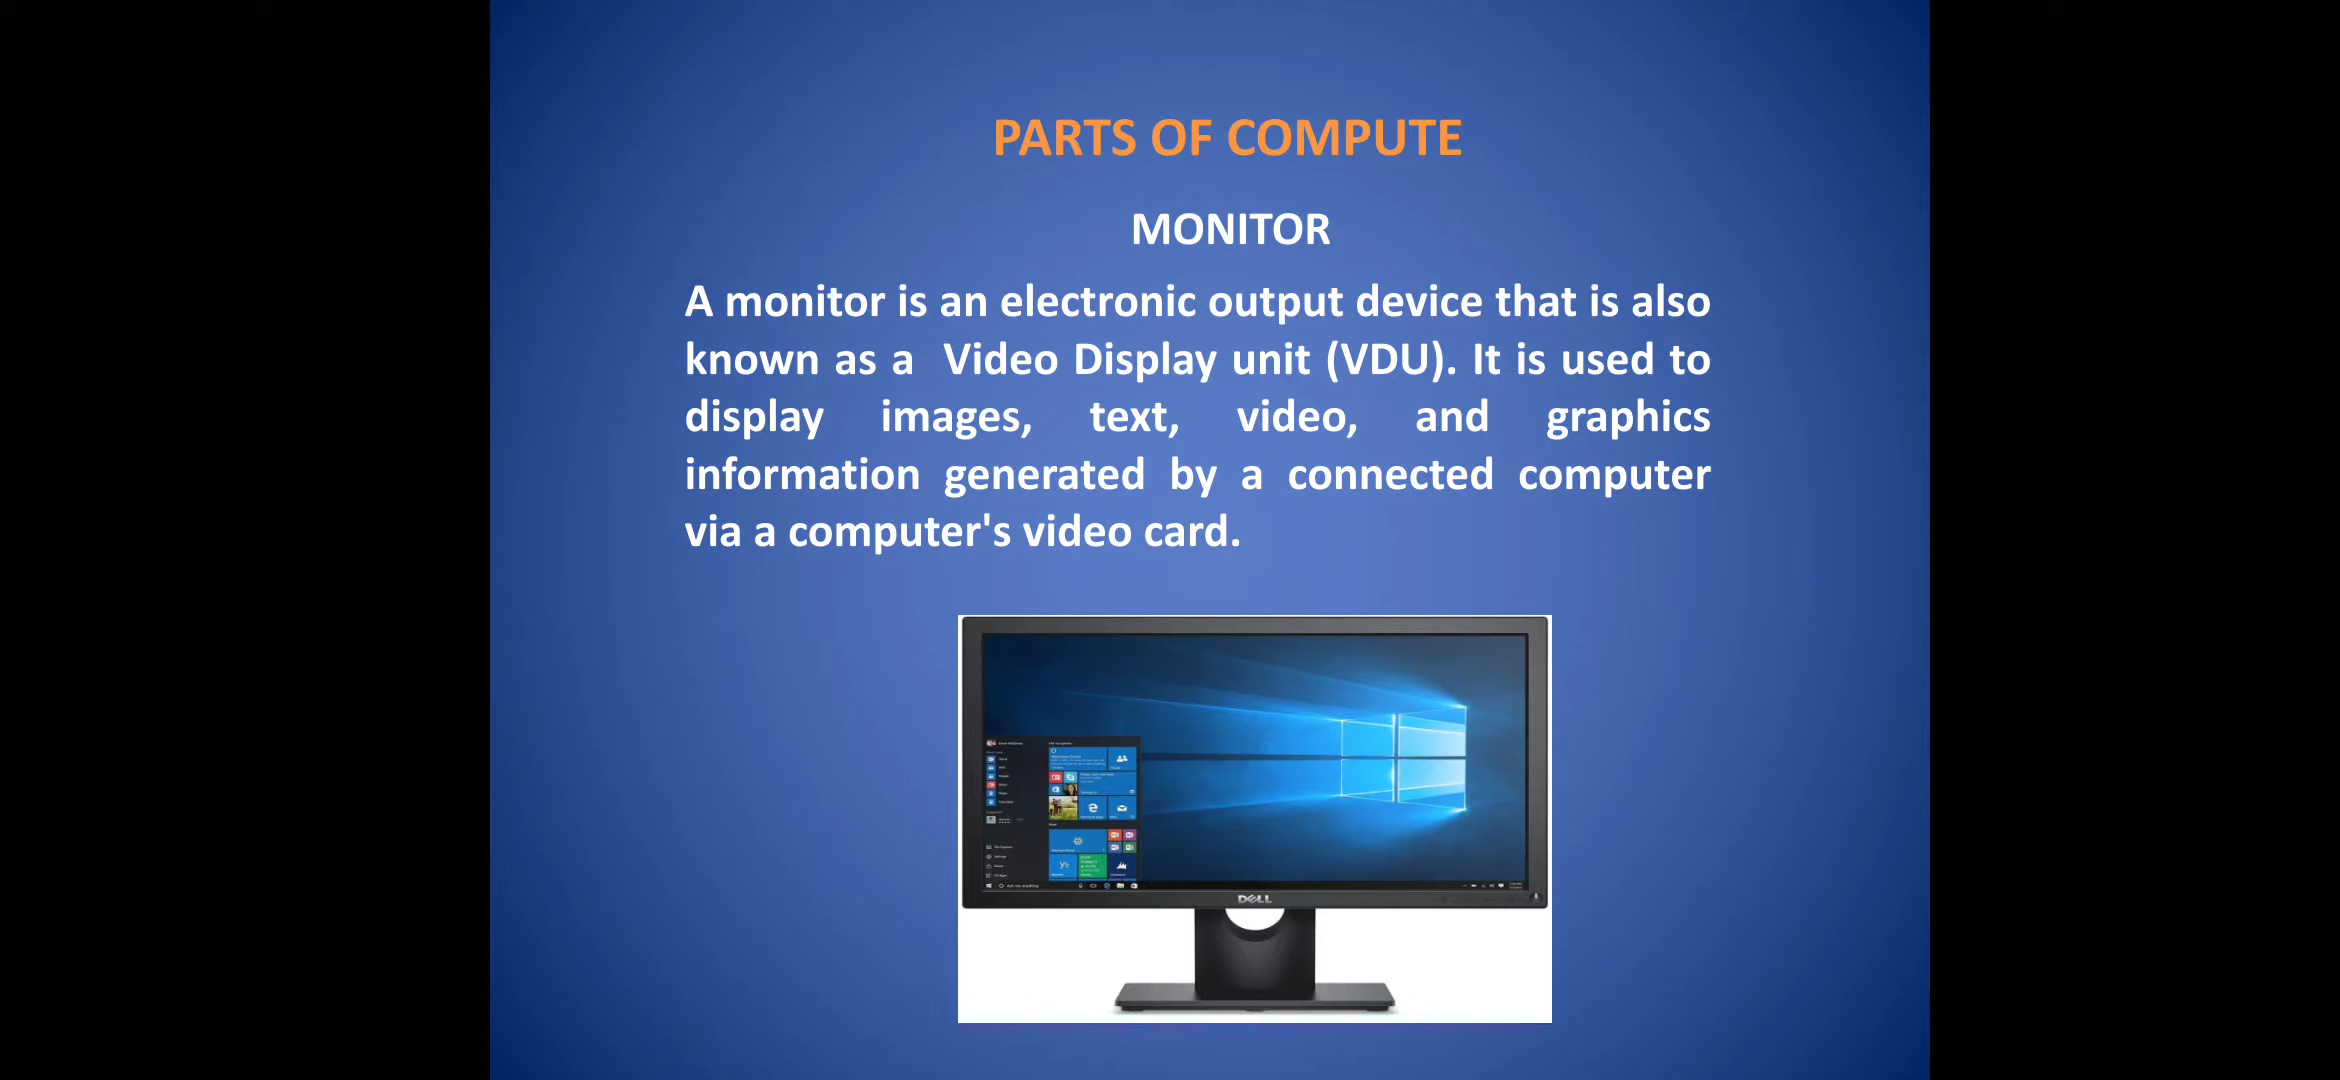 PARTS OF COMPUTE
MONITOR
A monitor is an electronic output device that is also
known as a Video Display unit (VDU). It is used to
display images, text, video, and graphics
information generated by a connected computer
via a computer's video card.
DELL